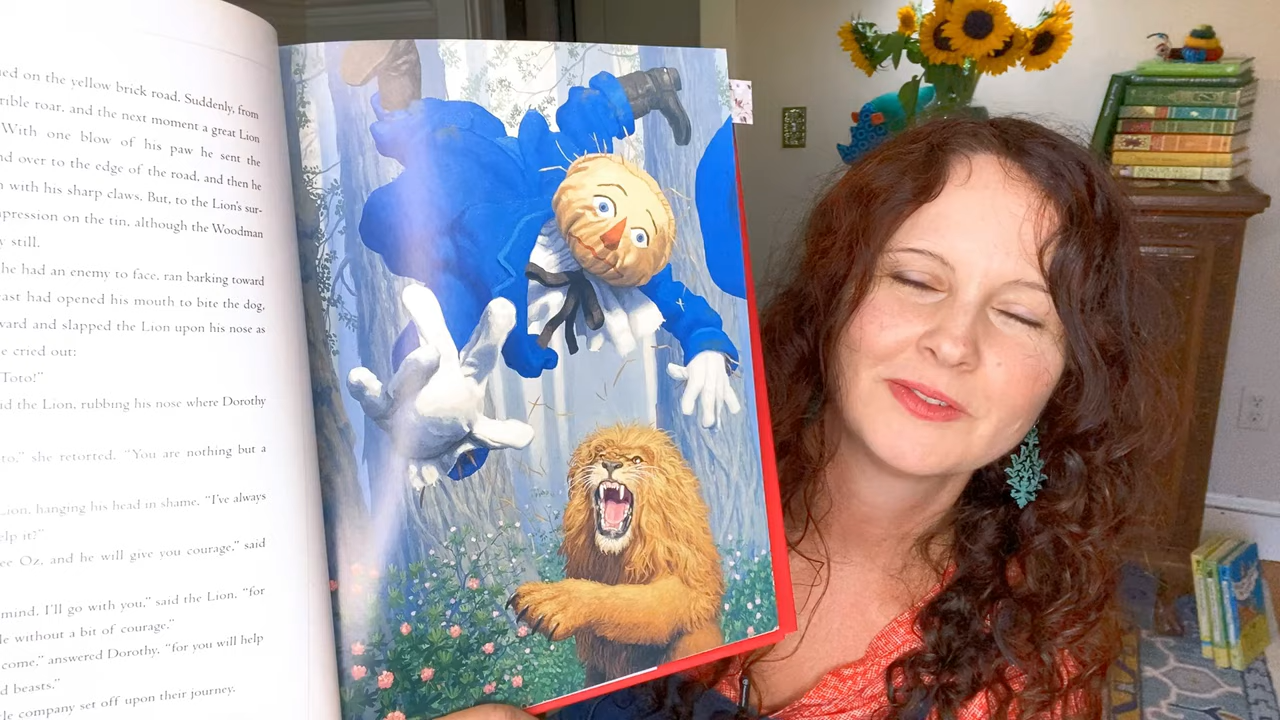 ed on the yellow brick road. Suddenly, from
rible roar, and the next moment a great Lion
With one blow of his paw he sent the
nd over to the edge of the road, and then he
n with his sharp claws. But, to the Lion's sur-
npression on the tin, although the Woodman
y still.
he had an enemy to face, ran barking toward
ast had opened his mouth to bite the dog,
ward and slapped the Lion upon his nose as
e cried out:
Toto!"
id the Lion, rubbing his nose where Dorothy
to," she retorted. "You are nothing but a
Lion, hanging his head in shame. "I've always
elp it?"
ee Oz, and he will give you courage," said
mind, I'll go with you," said the Lion, "for
le without a bit of courage."
come," answered Dorothy, "for you will help
d beasts."
le company set off upon their journey.